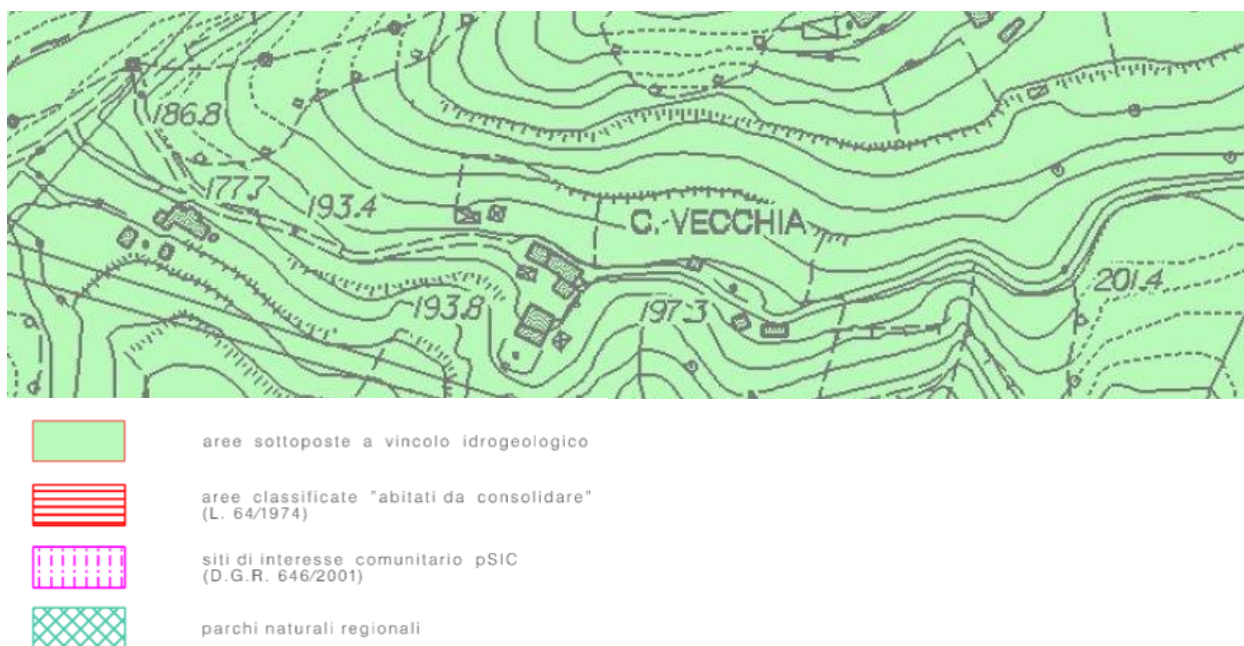 186.8
177.7
193.4
C. VECCHIA
193.8
197.3
201.4
aree sottoposte a vincolo idrogeologico
aree classificate "abitati da consolidare"
(L. 64/1974)
siti di interesse comunitario pSIC
(D.G.R. 646/2001)
parchi naturali regionali